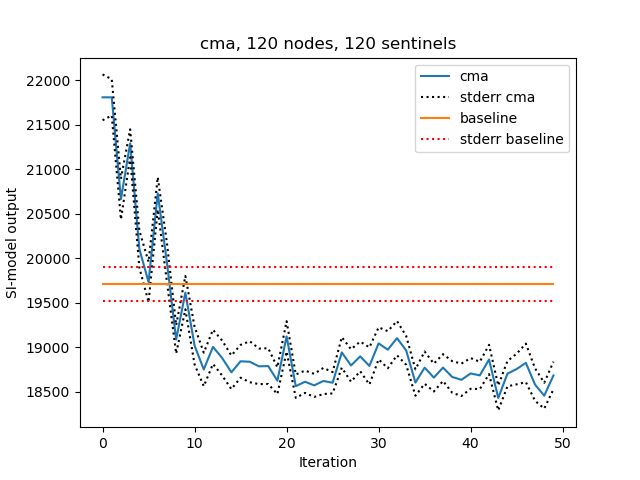 cma, 120 nodes, 120 sentinels
cma
stderr cma
baseline
stderr baseline
SI-model output
22000
21500
21000
20500
20000
19500
19000
18500
0 10 20 30 40 50
Iteration